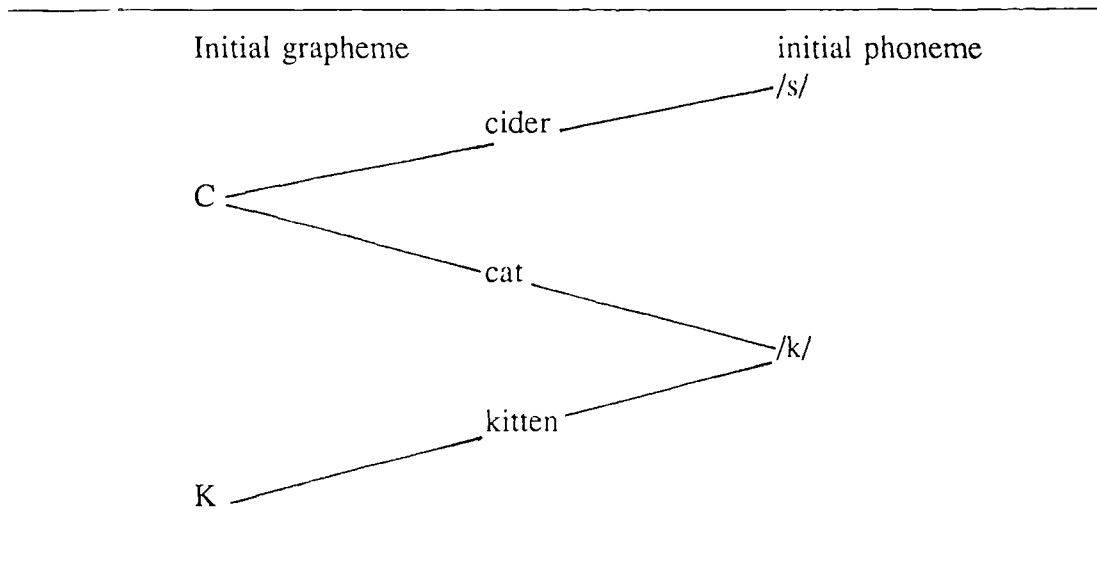 Initial grapheme initial phoneme
/s/
cider
C
cat
/k/
kitten
K